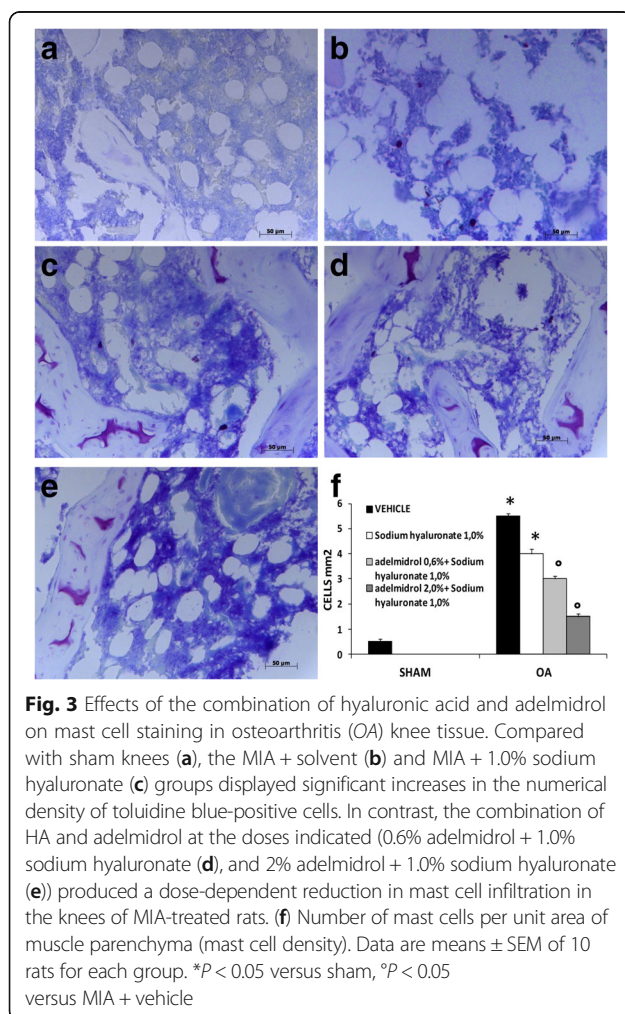 a
b
50 µm
50 µm
c
d
50 µm
50 µm
e
f
50 µm
VEHICLE
Sodium hyaluronate 1,0%
adelmidrol 0,6%+ Sodium
hyaluronate 1,0%
adelmidrol 2,0%+ Sodium
hyaluronate 1,0%
CELLS mm2
6
5
4
3
2
1
0
*
*
°
°
SHAM
OA
Fig. 3 Effects of the combination of hyaluronic acid and adelmidrol
on mast cell staining in osteoarthritis (OA) knee tissue. Compared
with sham knees (a), the MIA + solvent (b) and MIA + 1.0% sodium
hyaluronate (c) groups displayed significant increases in the numerical
density of toluidine blue-positive cells. In contrast, the combination of
HA and adelmidrol at the doses indicated (0.6% adelmidrol + 1.0%
sodium hyaluronate (d), and 2% adelmidrol + 1.0% sodium hyaluronate
(e)) produced a dose-dependent reduction in mast cell infiltration in
the knees of MIA-treated rats. (f) Number of mast cells per unit area of
muscle parenchyma (mast cell density). Data are means ± SEM of 10
rats for each group. *P < 0.05 versus sham, °P < 0.05
versus MIA + vehicle